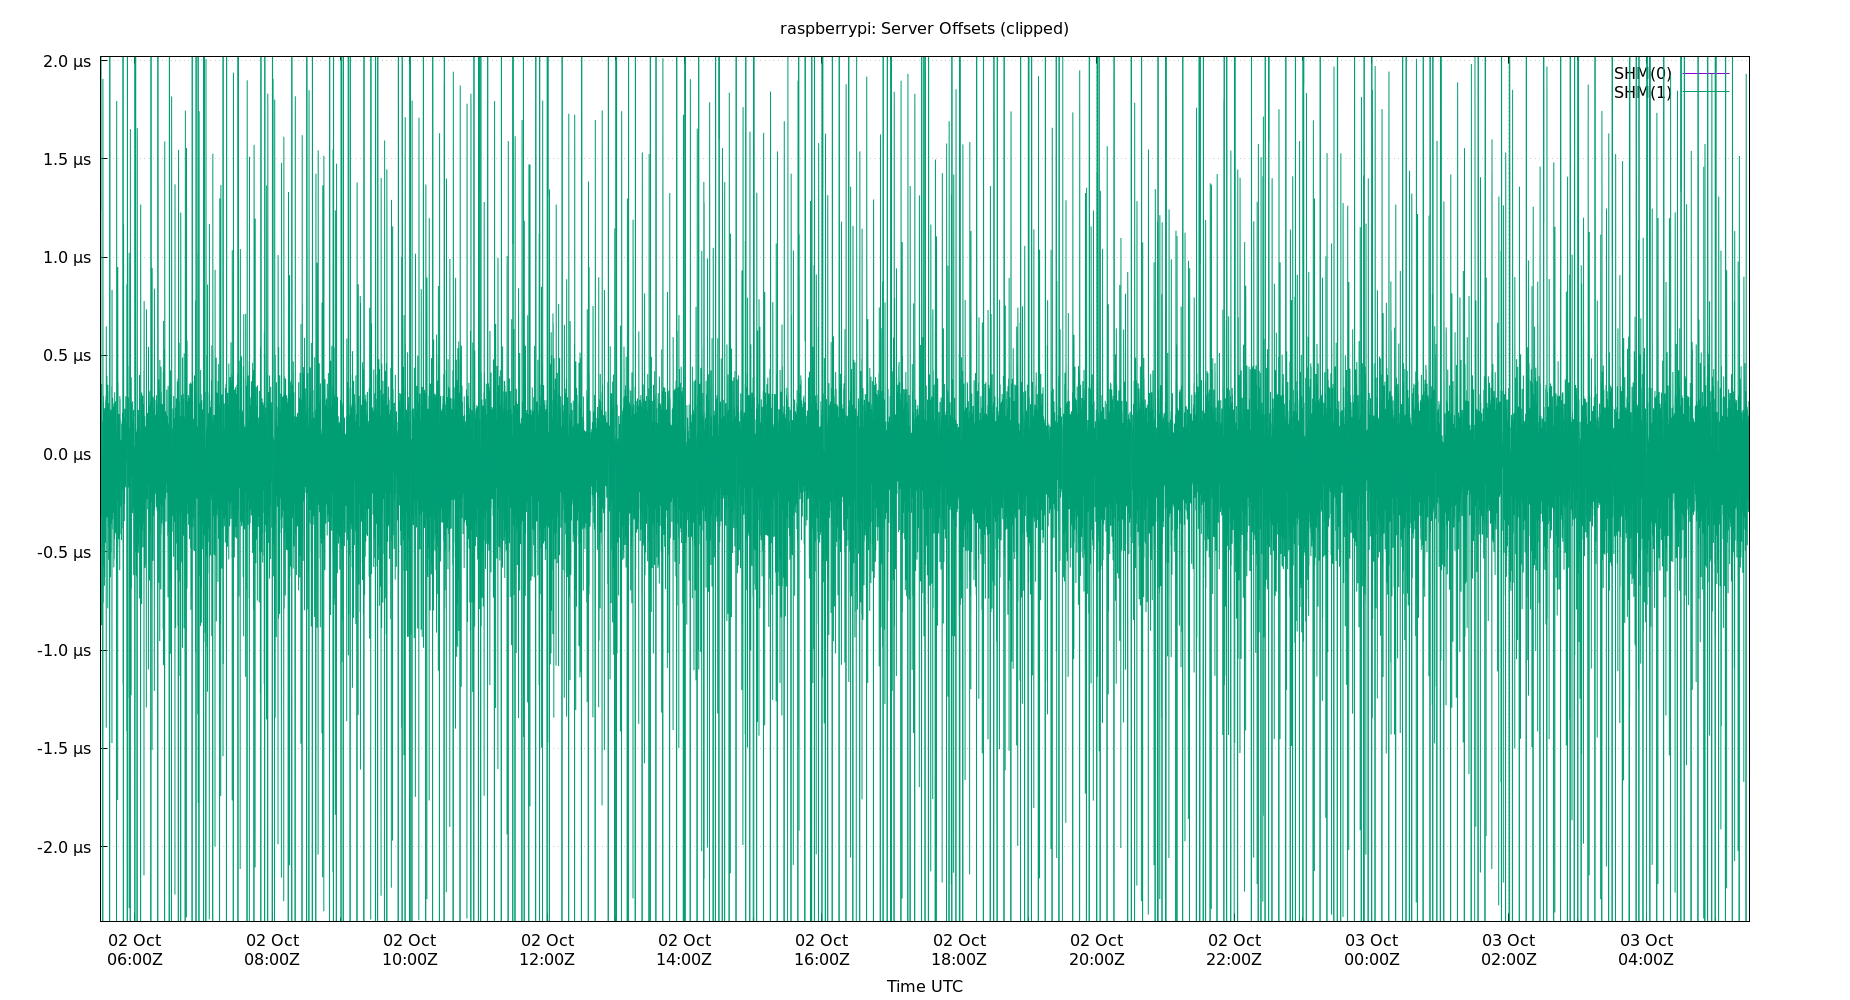 raspberrypi: Server Offsets (clipped)
2.0 µs
SHM(0)
SHM(1)
1.5 µs
1.0 µs
0.5 µs
0.0 µs
-0.5 µs
-1.0 µs
-1.5 µs
-2.0 µs
02 Oct 02 Oct 02 Oct 02 Oct 02 Oct 02 Oct 02 Oct 02 Oct 02 Oct 03 Oct 03 Oct 03 Oct
06:00Z 08:00Z 10:00Z 12:00Z 14:00Z 16:00Z 18:00Z 20:00Z 22:00Z 00:00Z 02:00Z 04:00Z
Time UTC